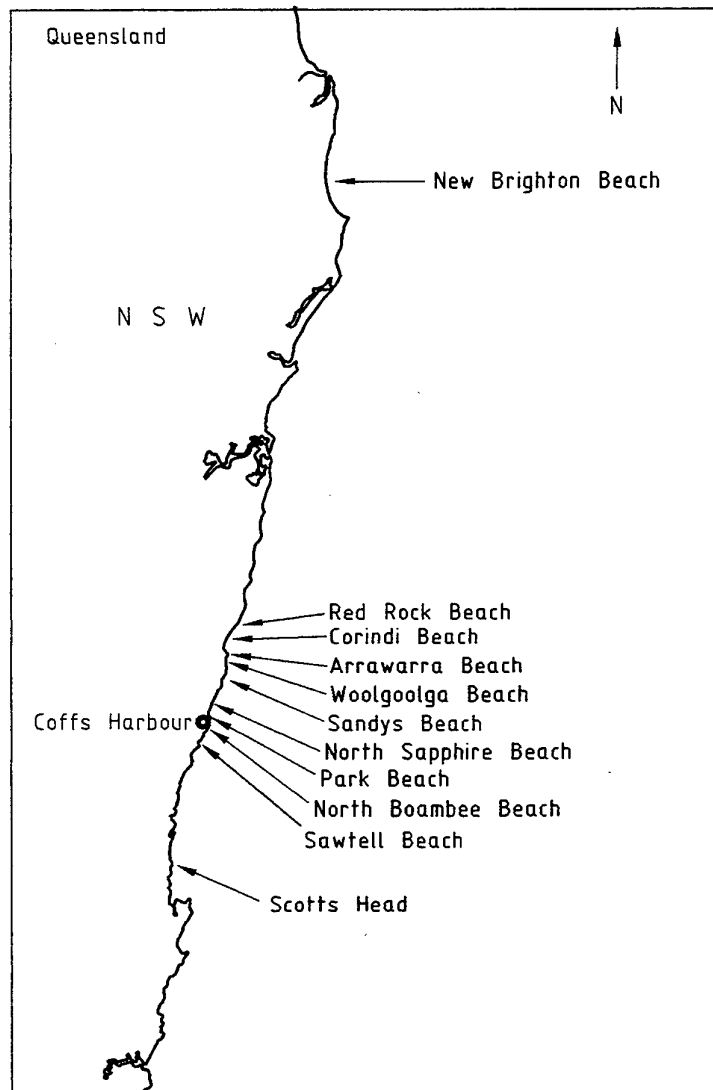 Queensland
N
New Brighton Beach
N S W
Red Rock Beach
Corindi Beach
Arrawarra Beach
Woolgoolga Beach
Coffs Harbour
Sandys Beach
North Sapphire Beach
Park Beach
North Boambee Beach
Sawtell Beach
Scotts Head